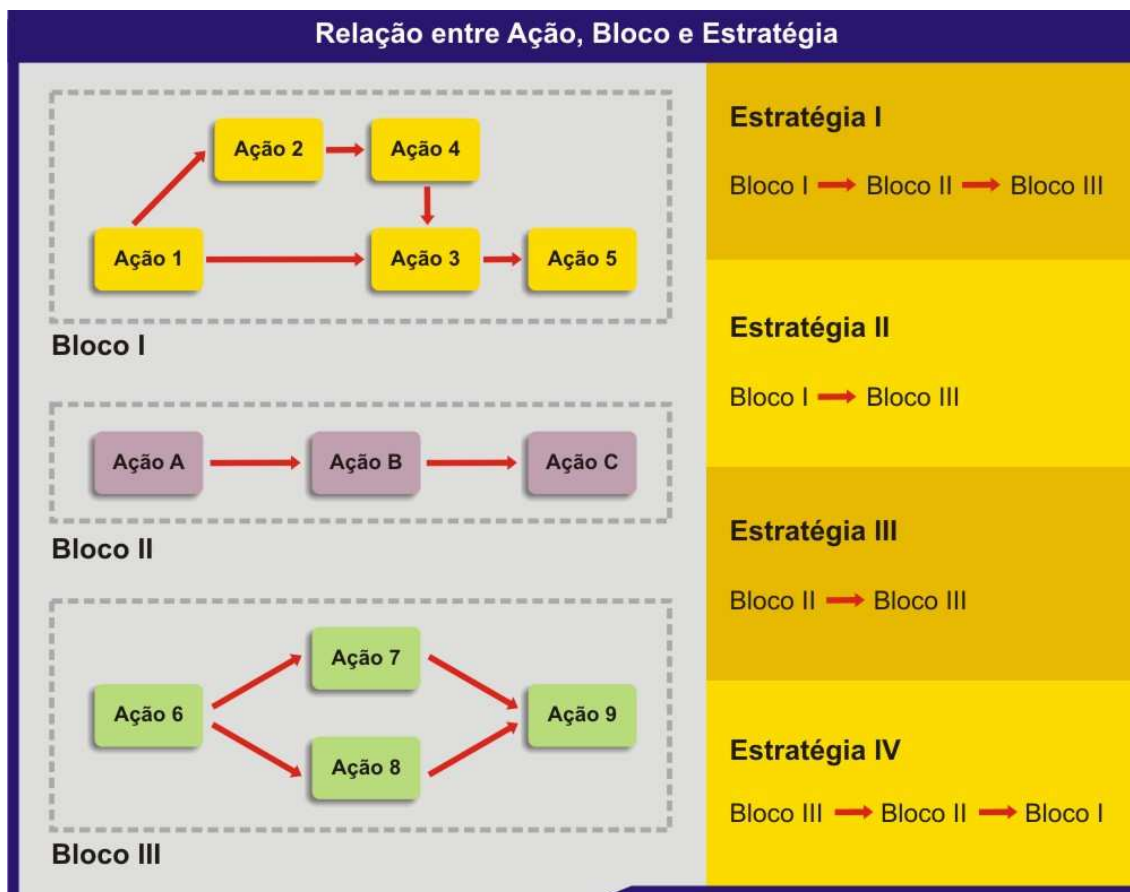 Relação entre Ação, Bloco e Estratégia
Ação 2
Ação 4
Ação 1
Ação 3
Ação 5
Bloco I
Ação A
Ação B
Ação C
Bloco II
Ação 7
Ação 6
Ação 9
Ação 8
Bloco III
Estratégia I
Bloco I Bloco II Bloco III
Estratégia II
Bloco I Bloco III
Estratégia III
Bloco II Bloco III
Estratégia IV
Bloco III Bloco II Bloco I